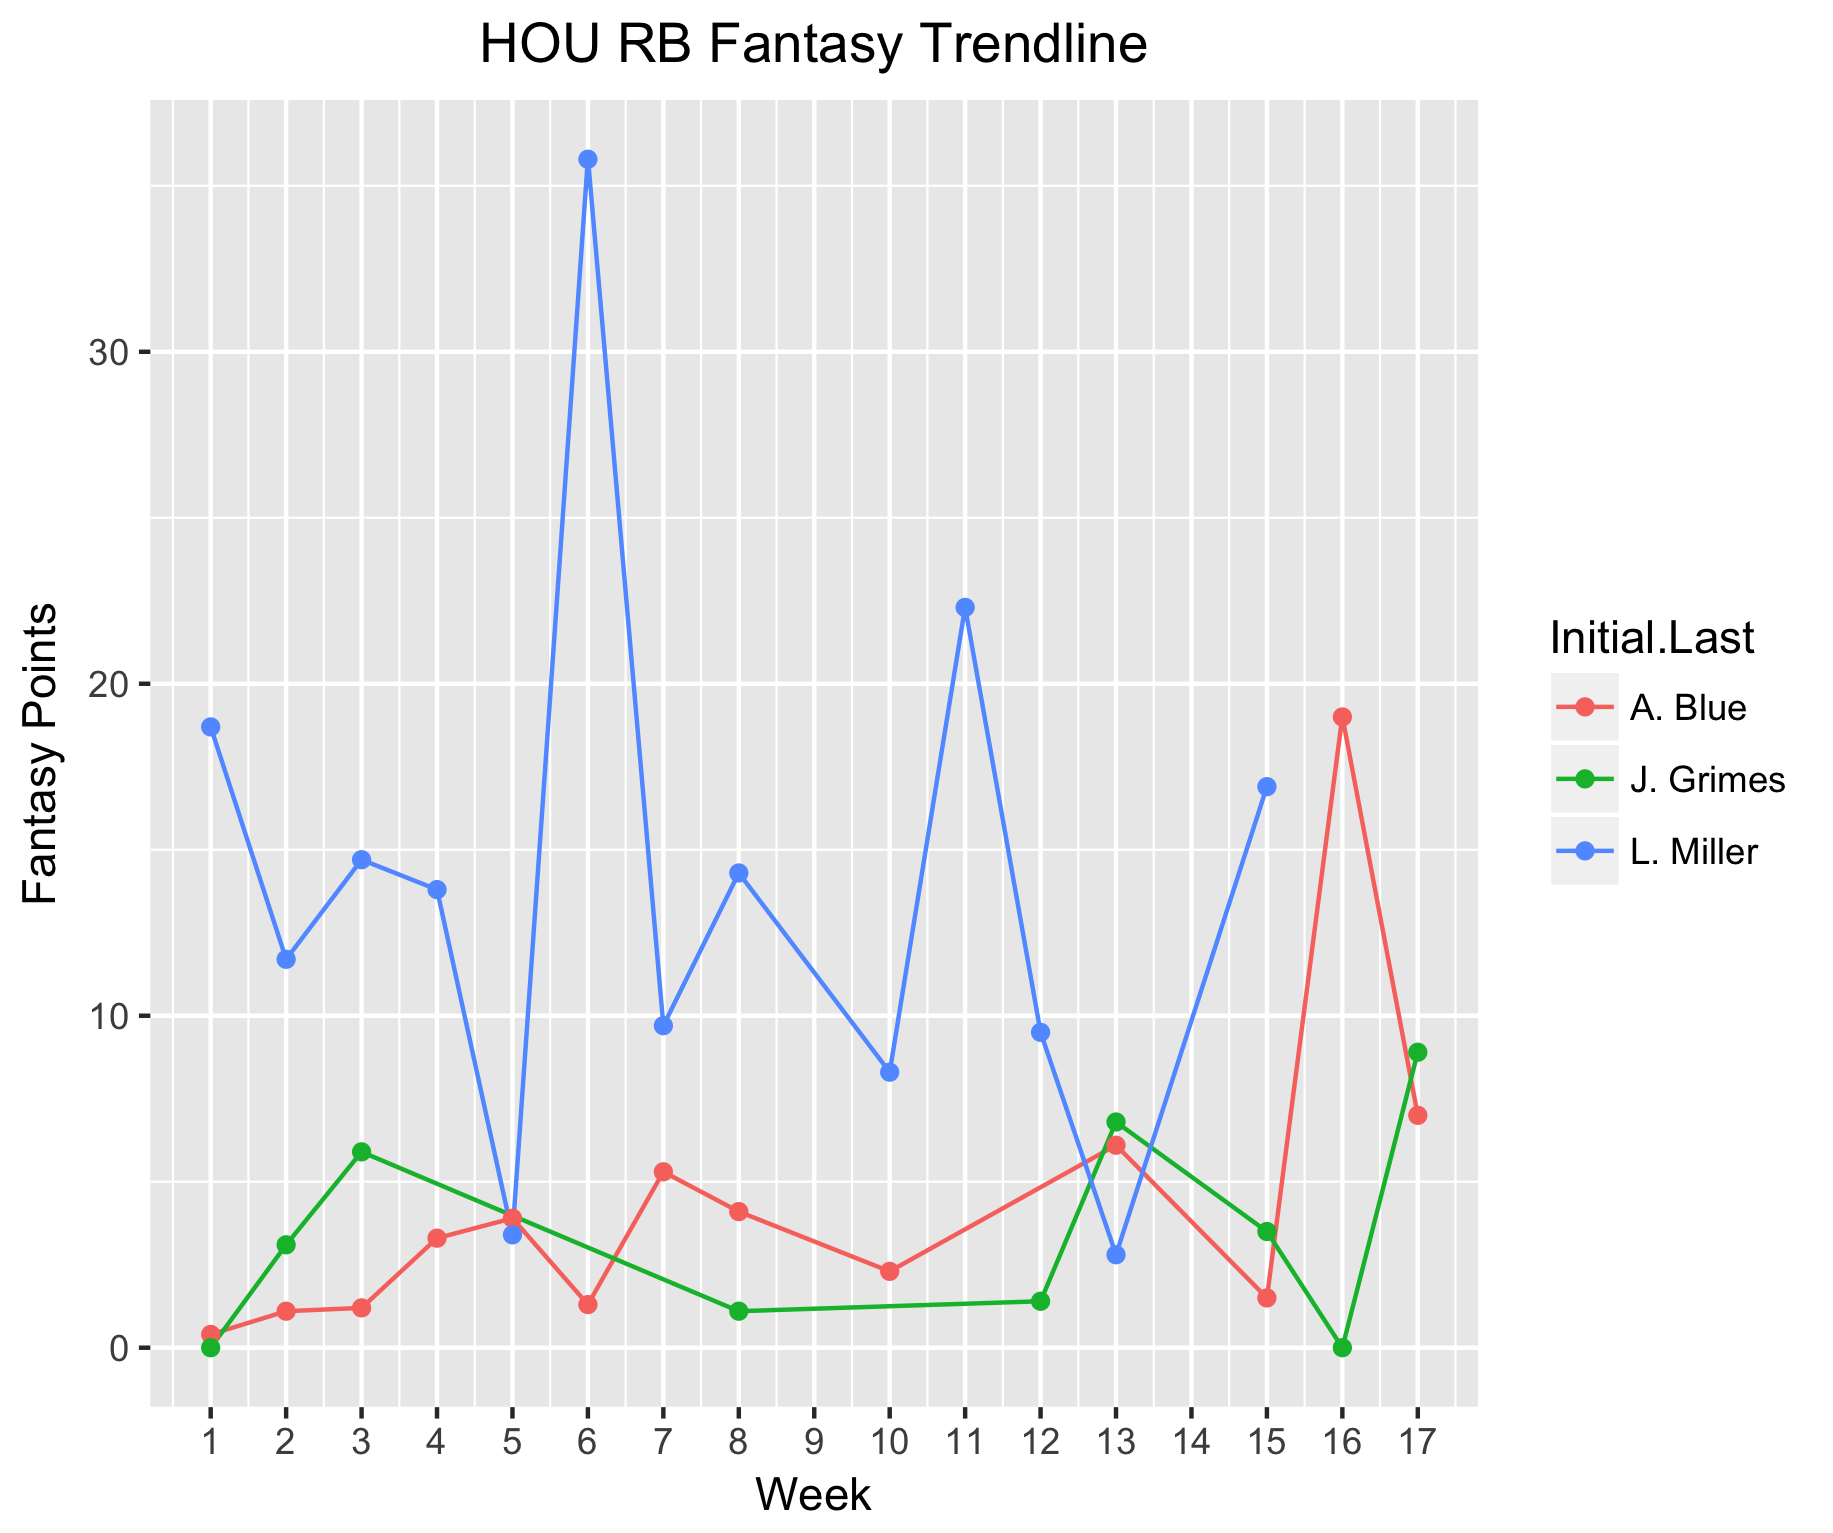 HOU RB Fantasy Trendline
Fantasy Points
30
20
10
0
1 2 3 4 5 6 7 8 9 10 11 12 13 14 15 16 17
Week
Initial.Last
A. Blue
J. Grimes
L. Miller